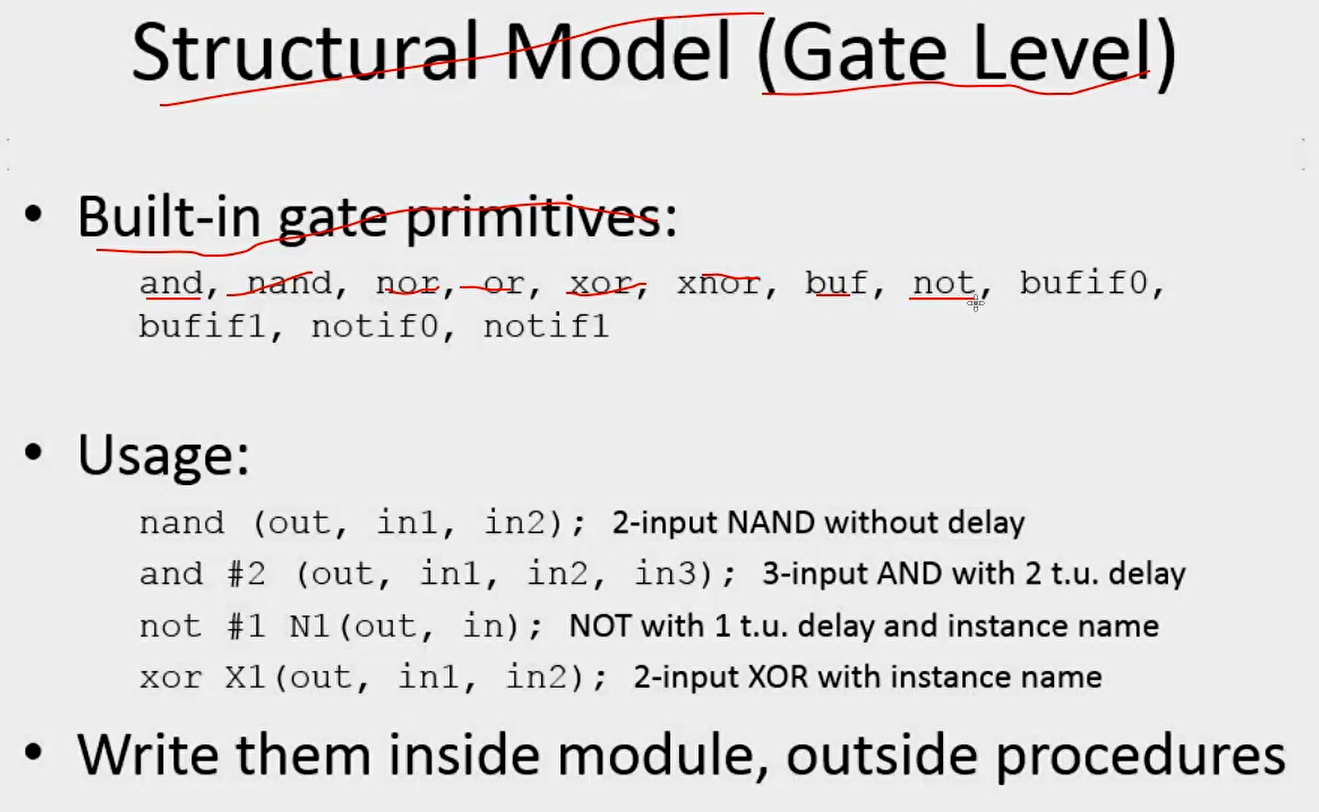 Structural Model (Gate Level)
• Built-in gate primitives:
and, nand, nor, or, xor, xnor, buf, not, bufif0,
bufif1, notif0, notif1
• Usage:
nand (out, in1, in2); 2-input NAND without delay
and #2 (out, in1, in2, in3); 3-input AND with 2 t.u. delay
not #1 N1(out, in); NOT with 1 t.u. delay and instance name
xor X1(out, in1, in2); 2-input XOR with instance name
• Write them inside module, outside procedures